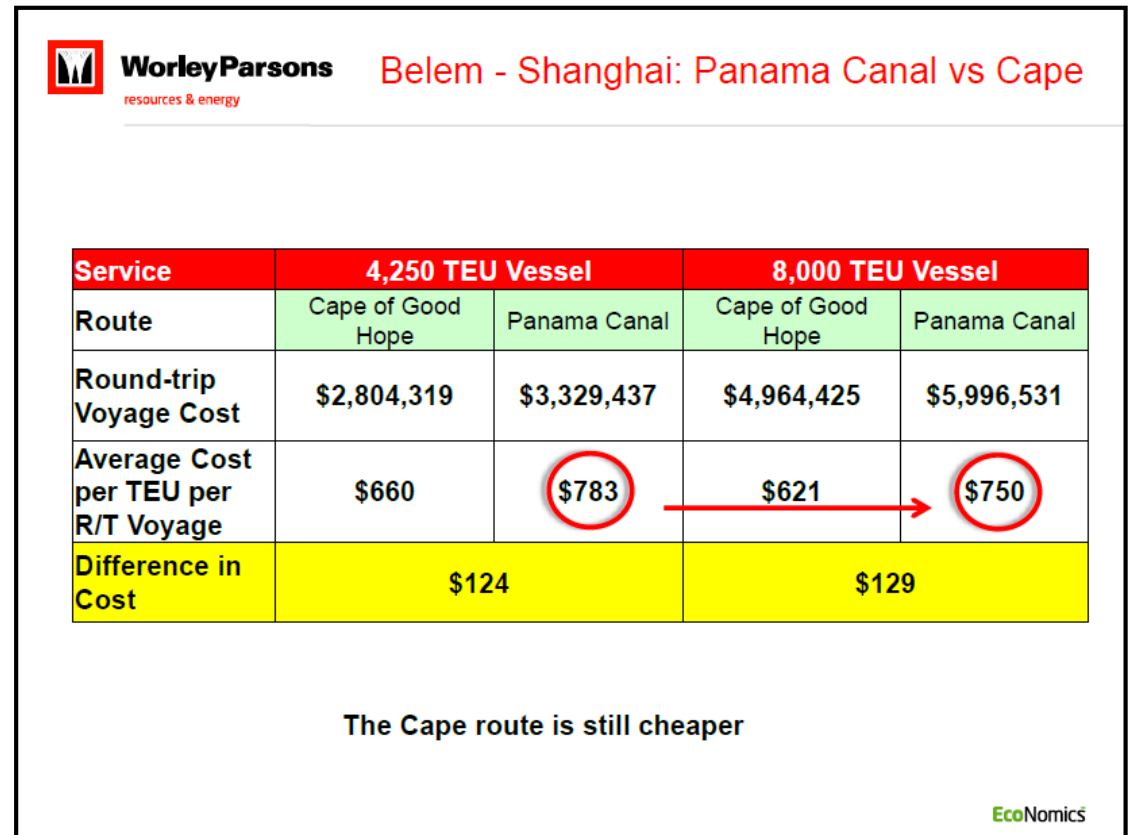 WorleyParsons
resources & energy
Belem - Shanghai: Panama Canal vs Cape
Service 4,250 TEU Vessel 8,000 TEU Vessel
Route Cape of Good Hope Panama Canal Cape of Good Hope Panama Canal
Round-trip Voyage Cost $2,804,319 $3,329,437 $4,964,425 $5,996,531
Average Cost per TEU per R/T Voyage $660 $783 $621 $750
Difference in Cost $124 $129
The Cape route is still cheaper
EcoNomics